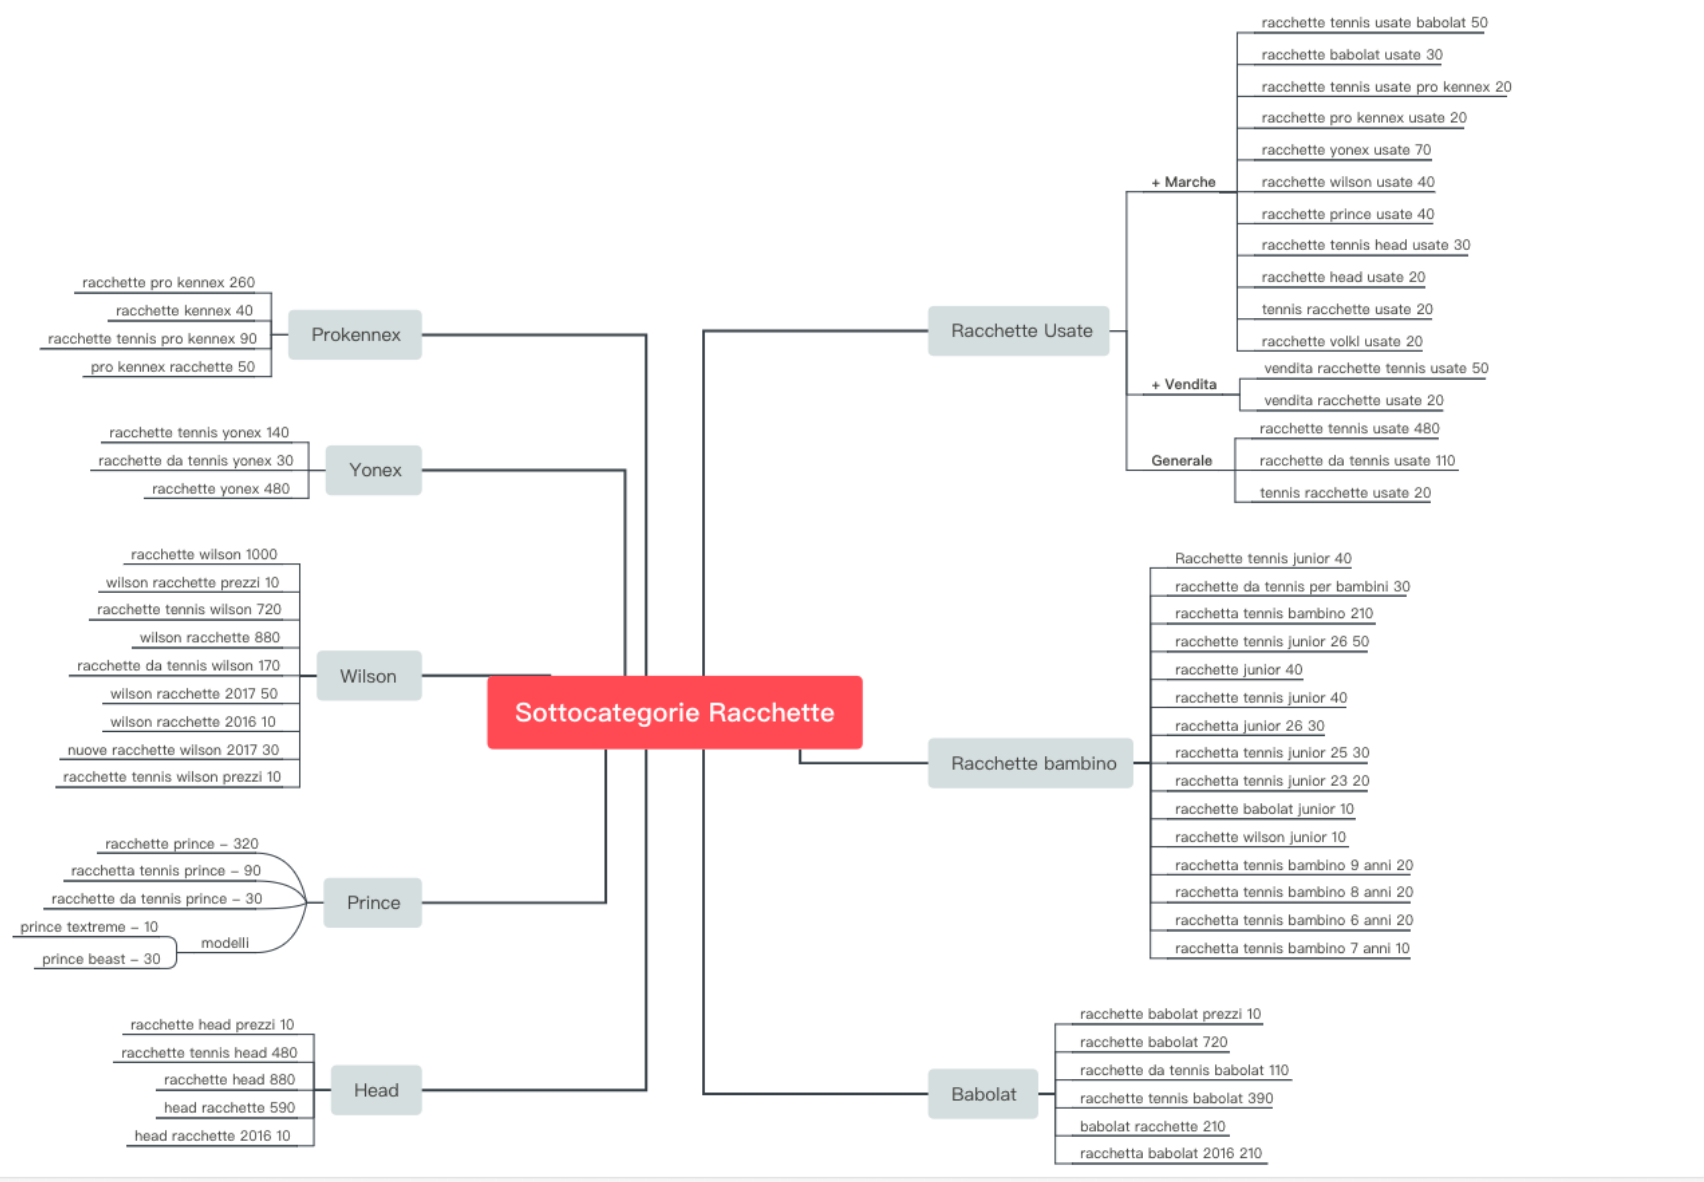 Sottocategorie Racchette
Prokennex
racchette pro kennex 260
racchette kennex 40
racchette tennis pro kennex 90
pro kennex racchette 50
Yonex
racchette tennis yonex 140
racchette da tennis yonex 30
racchette yonex 480
Wilson
racchette wilson 1000
wilson racchette prezzi 10
racchette tennis wilson 720
wilson racchette 880
racchette da tennis wilson 170
wilson racchette 2017 50
wilson racchette 2016 10
nuove racchette wilson 2017 30
racchette tennis wilson prezzi 10
Prince
racchette prince – 320
racchetta tennis prince – 90
racchette da tennis prince – 30
modelli
prince textreme – 10
prince beast – 30
Head
racchette head prezzi 10
racchette tennis head 480
racchette head 880
head racchette 590
head racchette 2016 10
Racchette Usate
+ Marche
racchette tennis usate babolat 50
racchette babolat usate 30
racchette tennis usate pro kennex 20
racchette pro kennex usate 20
racchette yonex usate 70
racchette wilson usate 40
racchette prince usate 40
racchette tennis head usate 30
racchette head usate 20
tennis racchette usate 20
racchette volkl usate 20
+ Vendita
vendita racchette tennis usate 50
vendita racchette usate 20
Generale
racchette tennis usate 480
racchette da tennis usate 110
tennis racchette usate 20
Racchette bambino
Racchette tennis junior 40
racchette da tennis per bambini 30
racchetta tennis bambino 210
racchette tennis junior 26 50
racchette junior 40
racchette tennis junior 40
racchetta junior 26 30
racchetta tennis junior 25 30
racchetta tennis junior 23 20
racchette babolat junior 10
racchette wilson junior 10
racchetta tennis bambino 9 anni 20
racchetta tennis bambino 8 anni 20
racchetta tennis bambino 6 anni 20
racchetta tennis bambino 7 anni 10
Babolat
racchette babolat prezzi 10
racchette babolat 720
racchette da tennis babolat 110
racchette tennis babolat 390
babolat racchette 210
racchetta babolat 2016 210